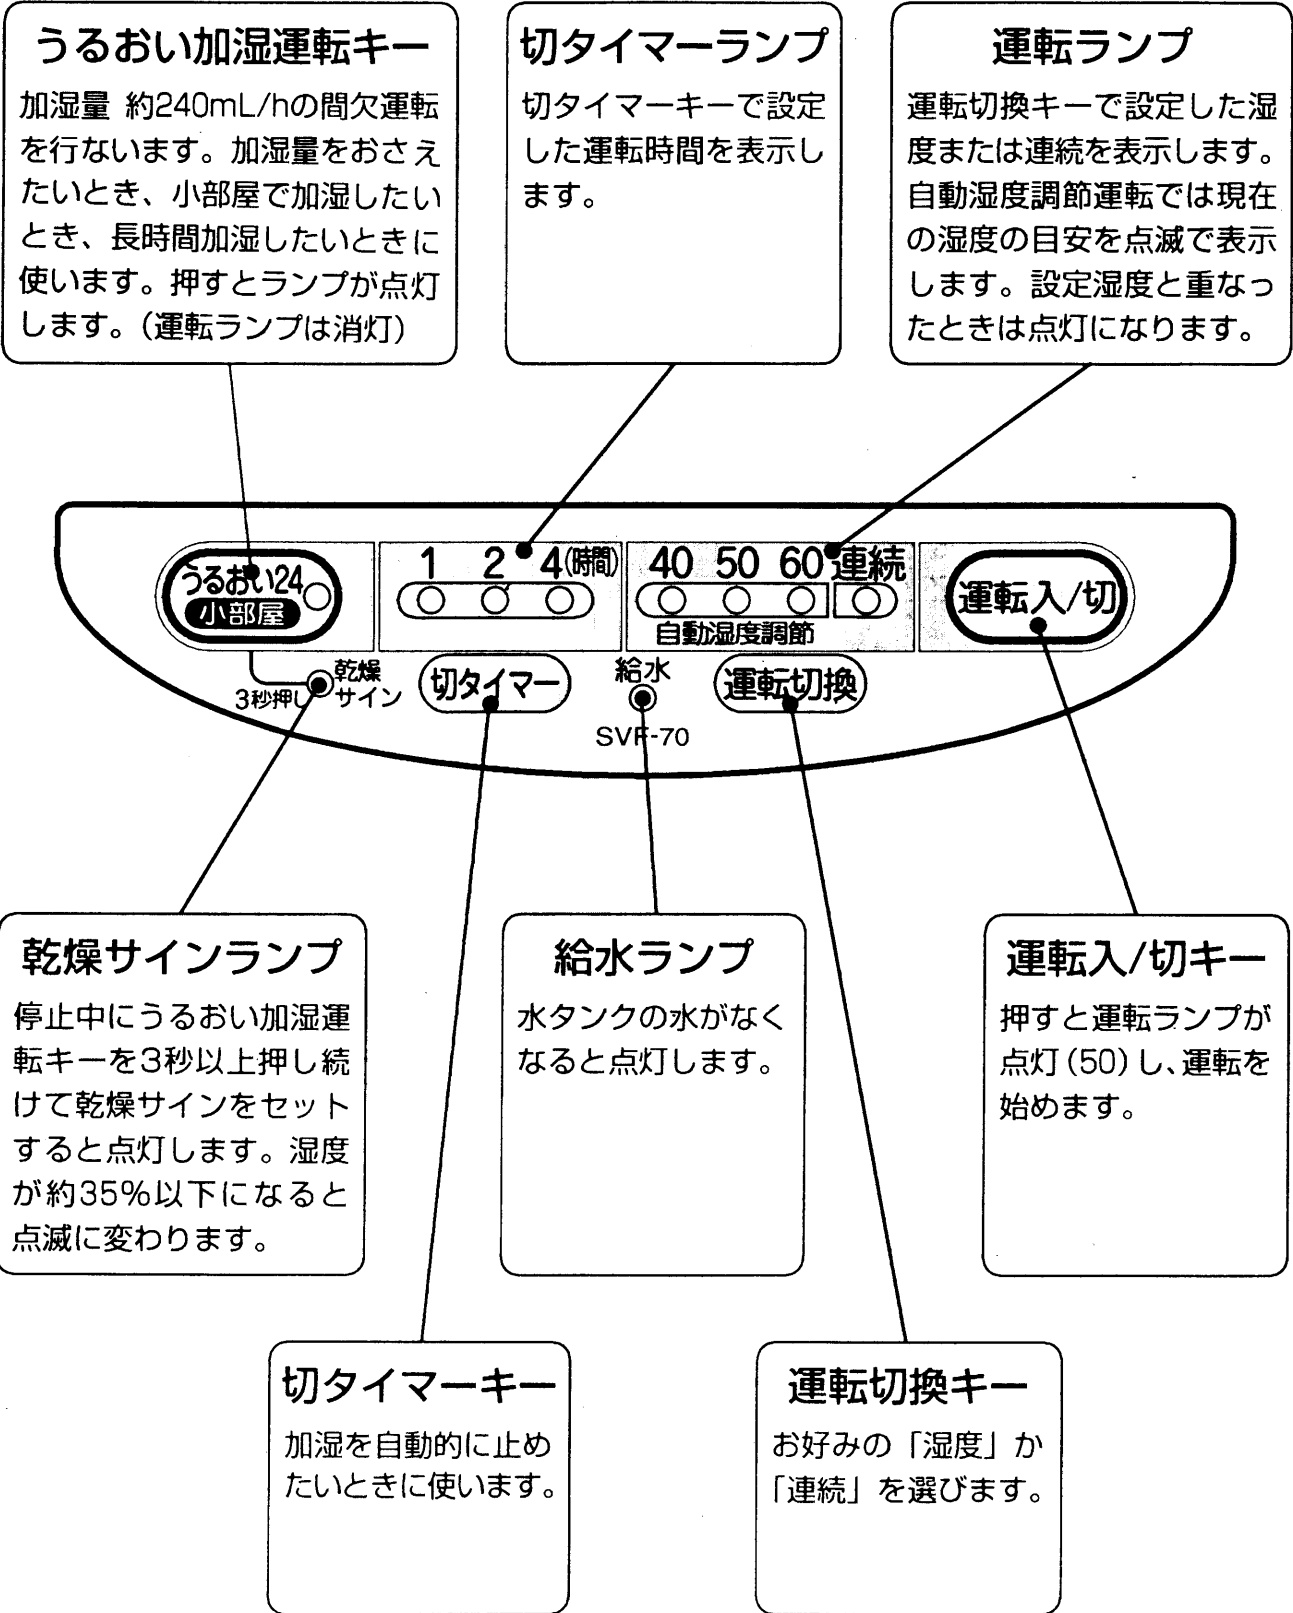 うるおい加湿運転キー
加湿量 約240mL/hの間欠運転
を行ないます。加湿量をおさえ
たいとき、小部屋で加湿したい
とき、長時間加湿したいときに
使います。押すとランプが点灯
します。(運転ランプは消灯)
切タイマーランプ
切タイマーキーで設定
した運転時間を表示し
ます。
運転ランプ
運転切換キーで設定した湿
度または連続を表示します。
自動湿度調節運転では現在
の湿度の目安を点滅で表示
します。設定湿度と重なっ
たときは点灯になります。
うるおい24
小部屋
1 2 4(時間)
40 50 60 連続
自動湿度調節
運転入/切
3秒押し
乾燥
サイン
切タイマー
給水
運転切換
SVF-70
乾燥サインランプ
停止中にうるおい加湿運
転キーを3秒以上押し続
けて乾燥サインをセット
すると点灯します。湿度
が約35%以下になると
点滅に変わります。
給水ランプ
水タンクの水がなく
なると点灯します。
運転入/切キー
押すと運転ランプが
点灯(50)し、運転を
始めます。
切タイマーキー
加湿を自動的に止め
たいときに使います。
運転切換キー
お好みの「湿度」か
「連続」を選びます。